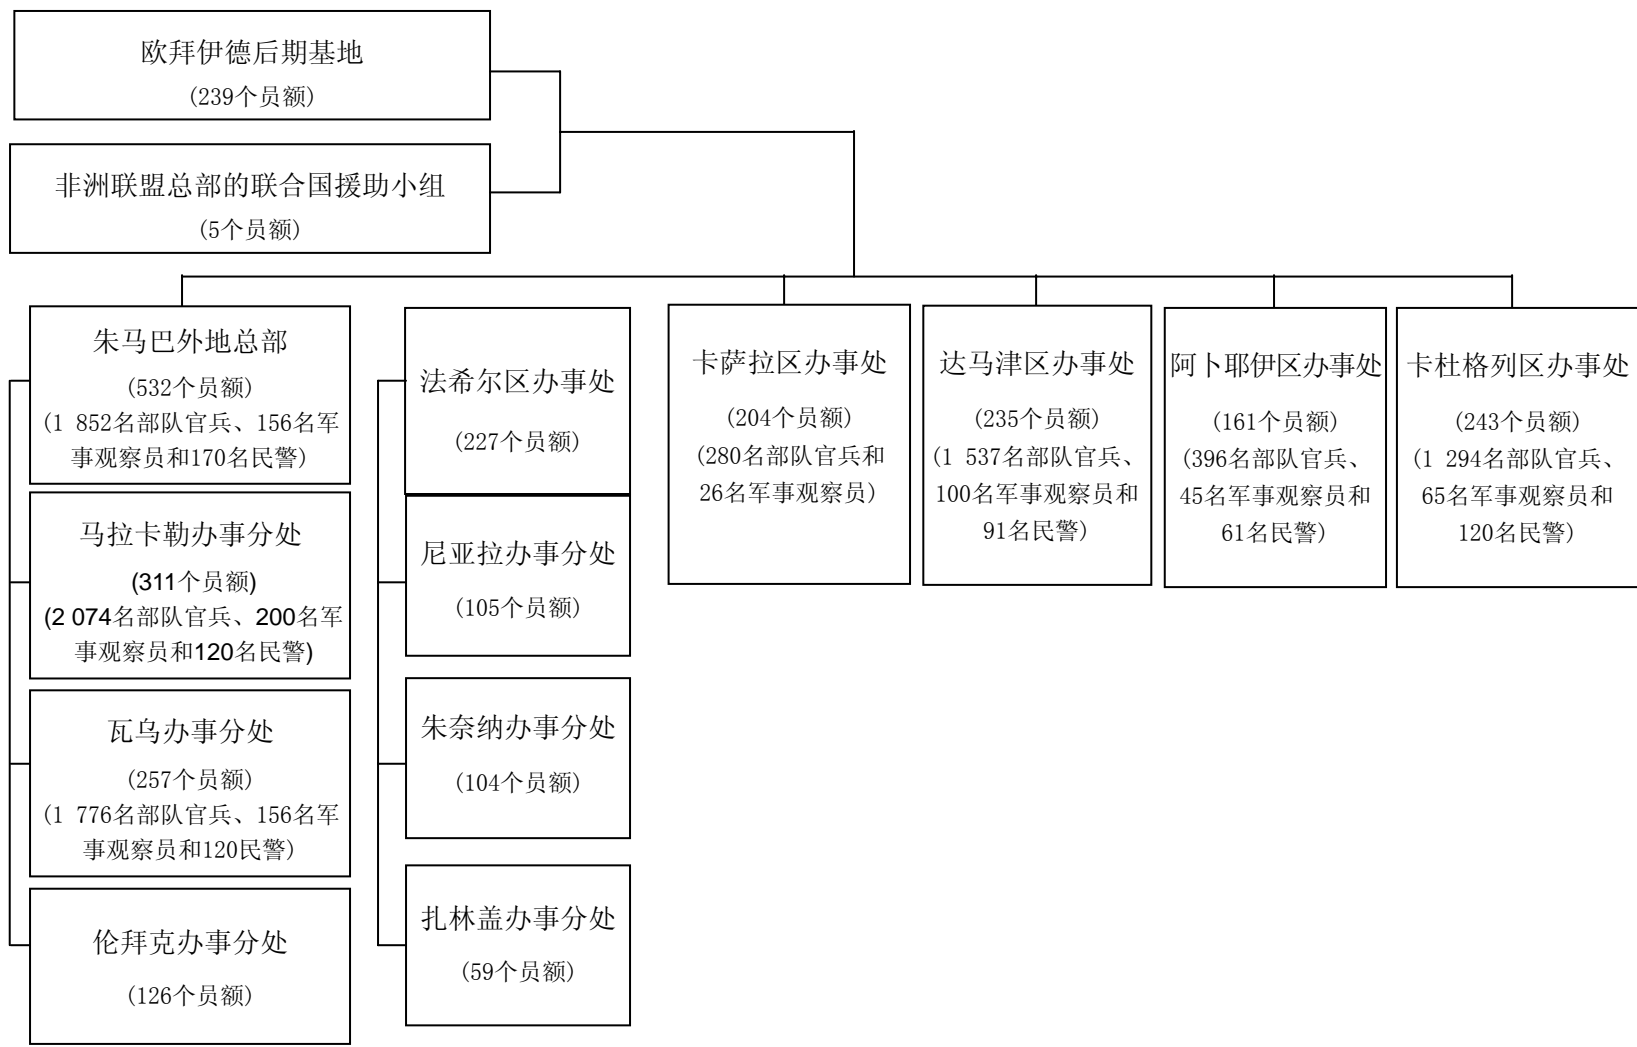 欧拜伊德后期基地
(239个员额)
非洲联盟总部的联合国援助小组
(5个员额)
朱马巴外地总部
(532个员额)
(1 852名部队官兵、156名军
事观察员和170名民警)
马拉卡勒办事分处
(311个员额)
(2 074名部队官兵、200名军
事观察员和120名民警)
瓦乌办事分处
(257个员额)
(1 776名部队官兵、156名军
事观察员和120民警)
伦拜克办事分处
(126个员额)
法希尔区办事处
(227个员额)
尼亚拉办事分处
(105个员额)
朱奈纳办事分处
(104个员额)
扎林盖办事分处
(59个员额)
卡萨拉区办事处
(204个员额)
(280名部队官兵和
26名军事观察员)
达马津区办事处
(235个员额)
(1 537名部队官兵、
100名军事观察员和
91名民警)
阿卜耶伊区办事处
(161个员额)
(396名部队官兵、
45名军事观察员和
61名民警)
卡杜格列区办事处
(243个员额)
(1 294名部队官兵、
65名军事观察员和
120名民警)